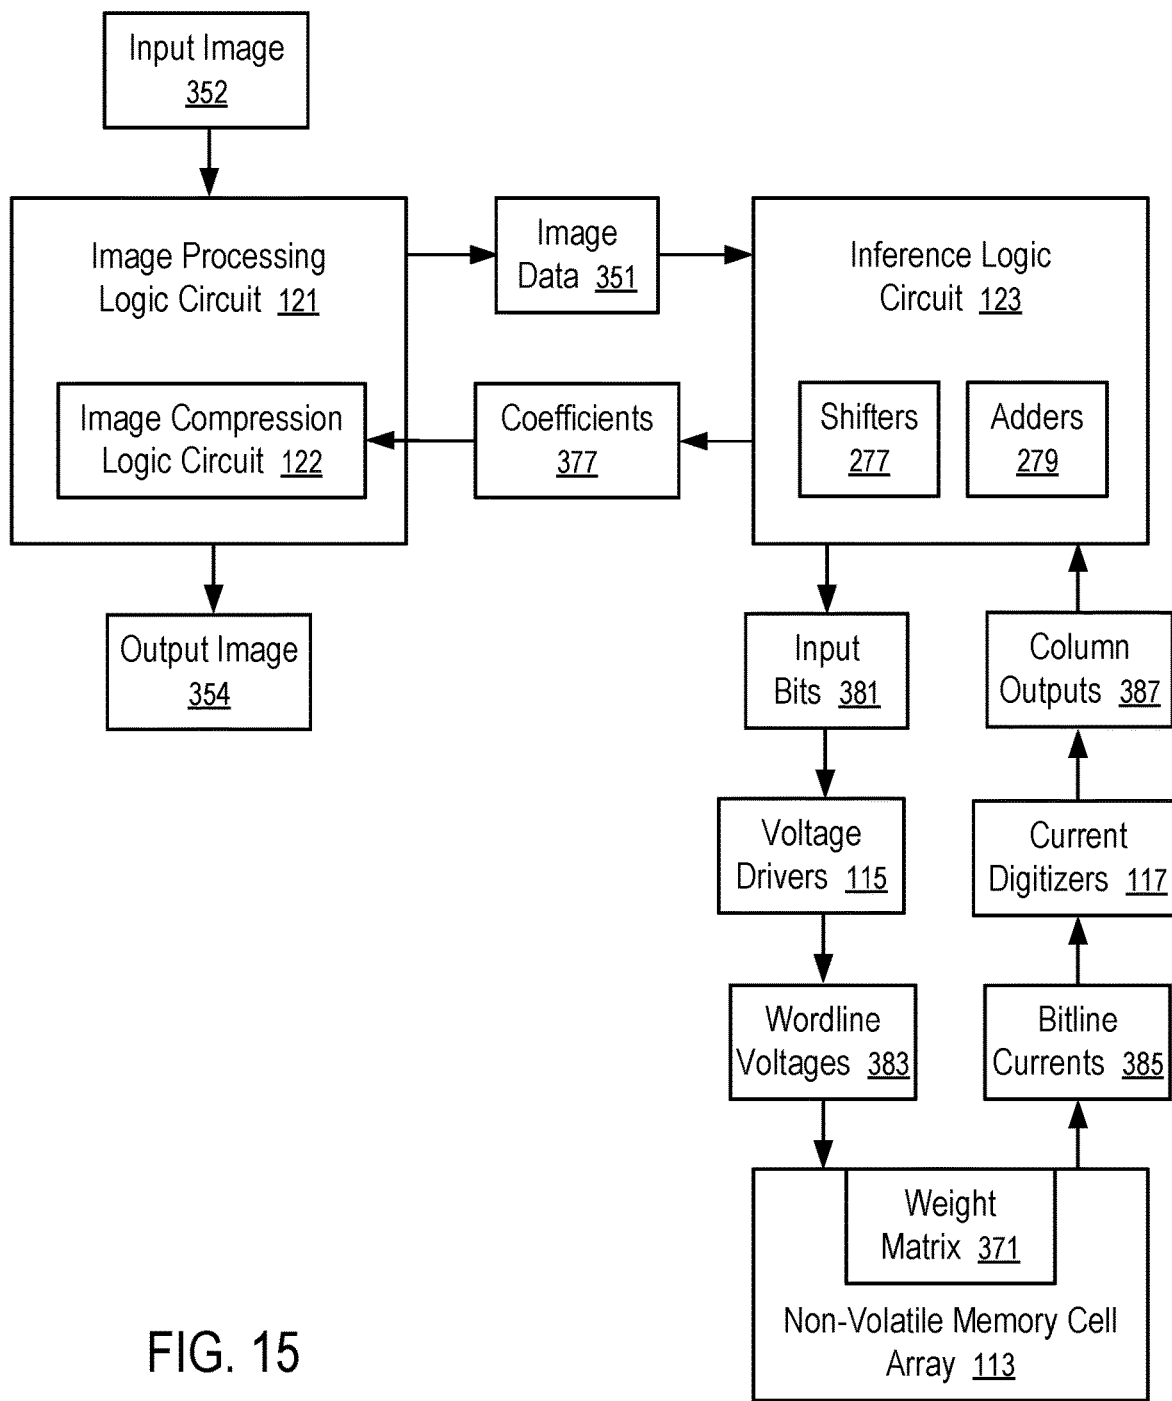 Input Image
352
Image Processing
Logic Circuit 121
Image Compression
Logic Circuit 122
Image
Data 351
Coefficients
377
Inference Logic
Circuit 123
Shifters
277
Adders
279
Output Image
354
Input
Bits 381
Column
Outputs 387
Voltage
Drivers 115
Current
Digitizers 117
Wordline
Voltages 383
Bitline
Currents 385
Weight
Matrix 371
Non-Volatile Memory Cell
Array 113
FIG. 15